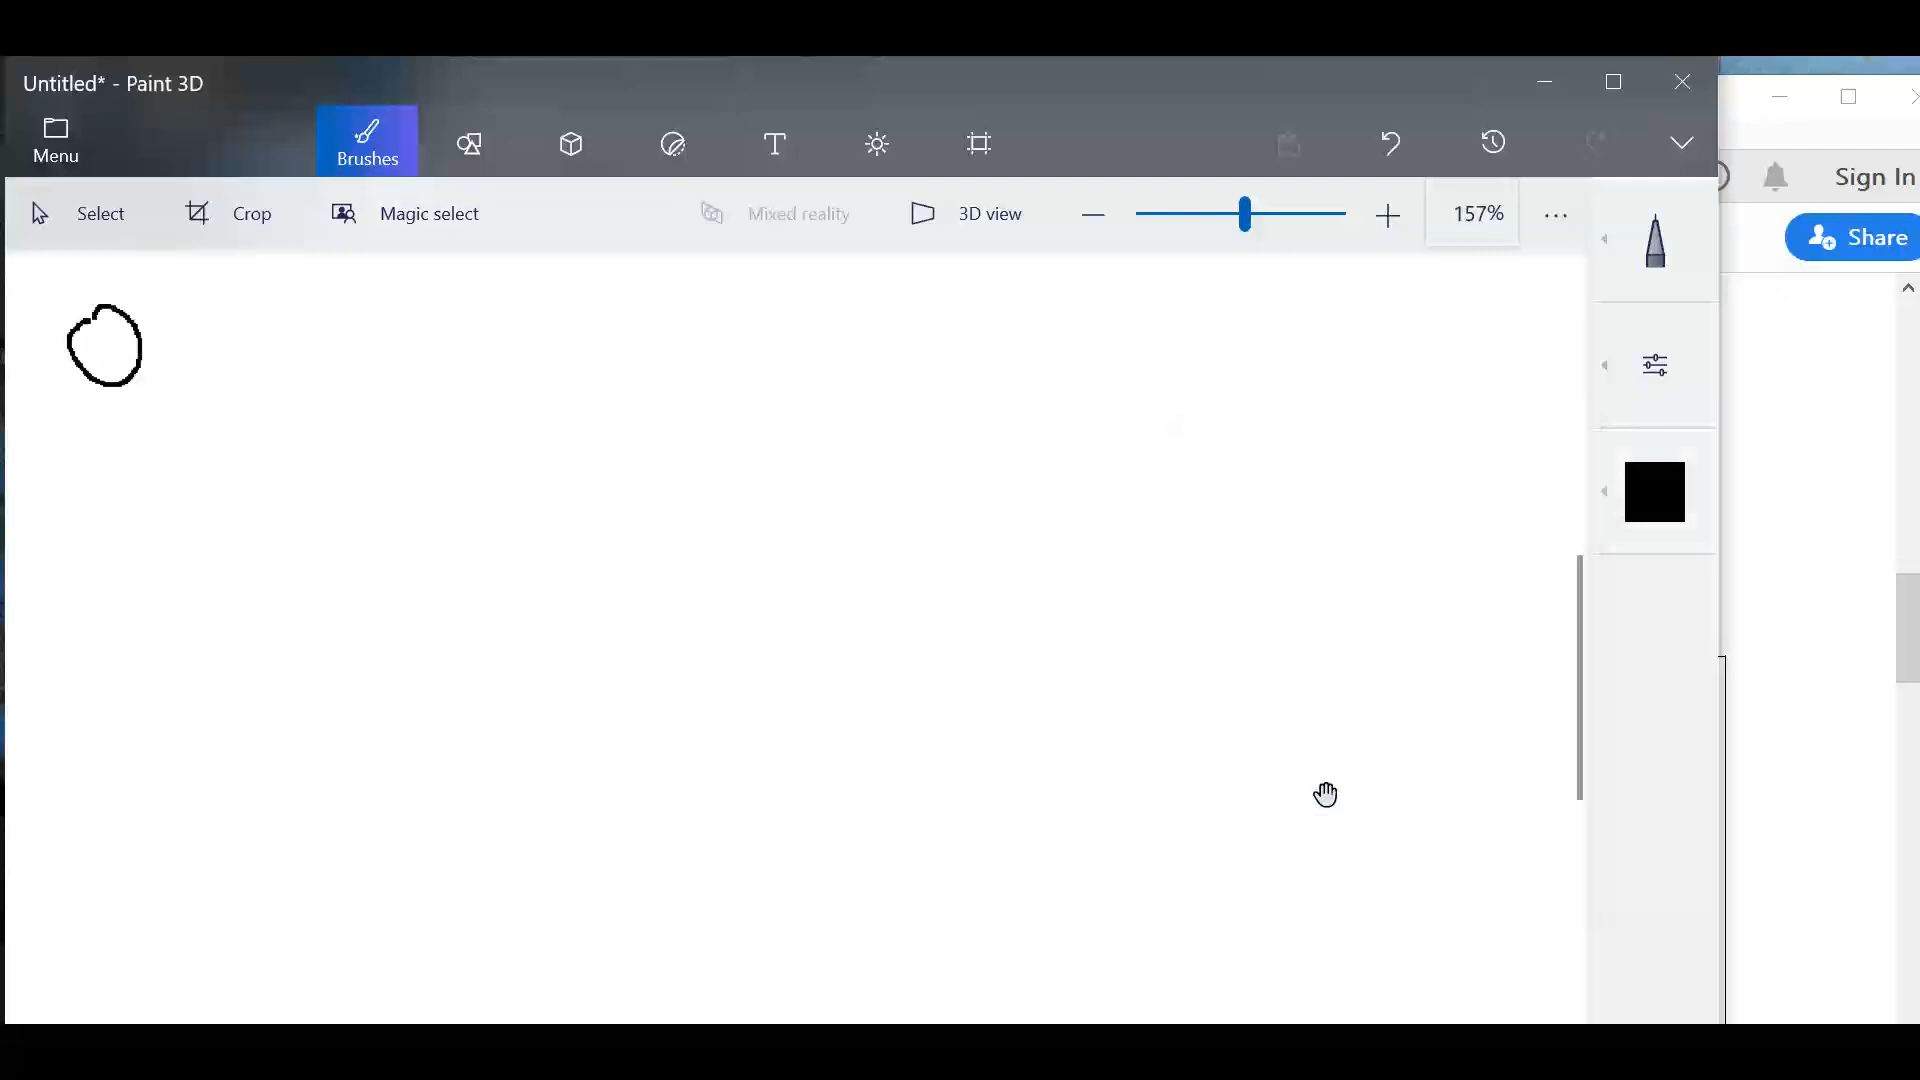 Untitled* - Paint 3D
Menu
Brushes
Sign In
Select Crop Magic select Mixed reality 3D view 157%
Share